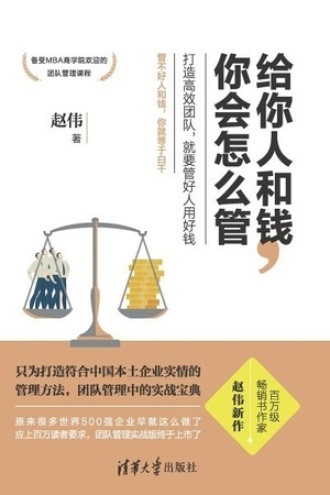 备受MBA商学院欢迎的
团队管理课程
赵伟
著
给你人和钱，
你会怎么管
打造高效团队，就要管好人用好钱
管不好人和钱，你就等于白干
只为打造符合中国本土企业实情的
管理方法，团队管理中的实战宝典
原来很多世界500强企业早就这么做了
应上百万读者要求，团队管理实战版终于上市了
百万级
畅销书作家
赵伟新作
清华大学出版社